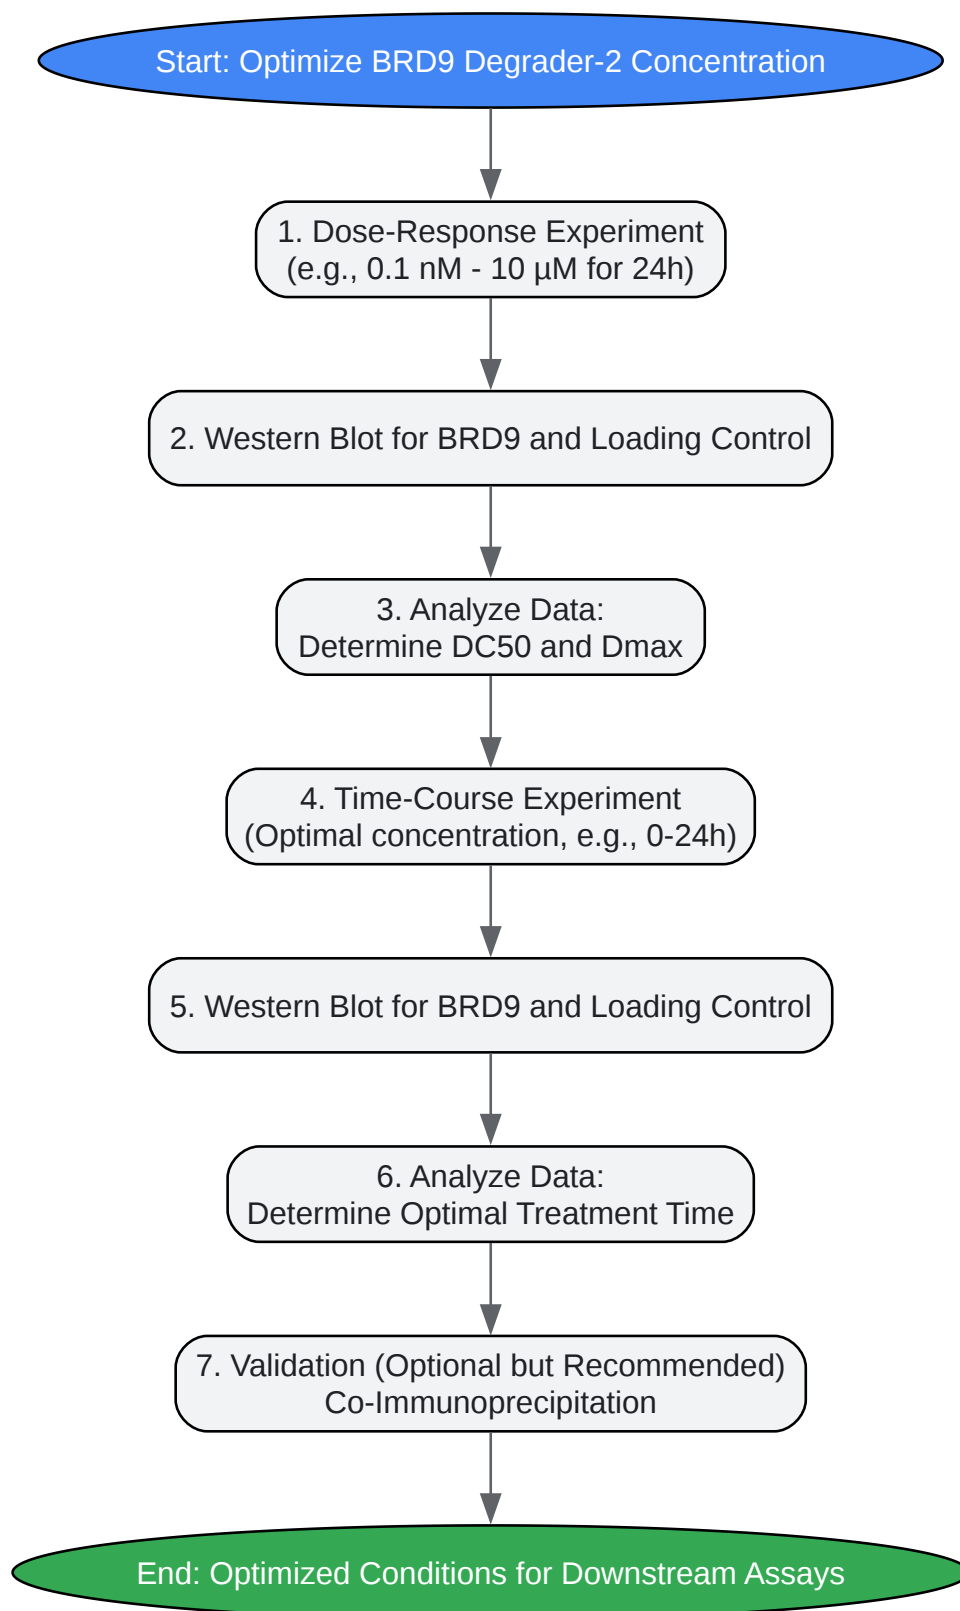 Start: Optimize BRD9 Degrader-2 Concentration
1. Dose-Response Experiment
(e.g., 0.1 nM - 10 µM for 24h)
2. Western Blot for BRD9 and Loading Control
3. Analyze Data:
Determine DC50 and Dmax
4. Time-Course Experiment
(Optimal concentration, e.g., 0-24h)
5. Western Blot for BRD9 and Loading Control
6. Analyze Data:
Determine Optimal Treatment Time
7. Validation (Optional but Recommended)
Co-Immunoprecipitation
End: Optimized Conditions for Downstream Assays